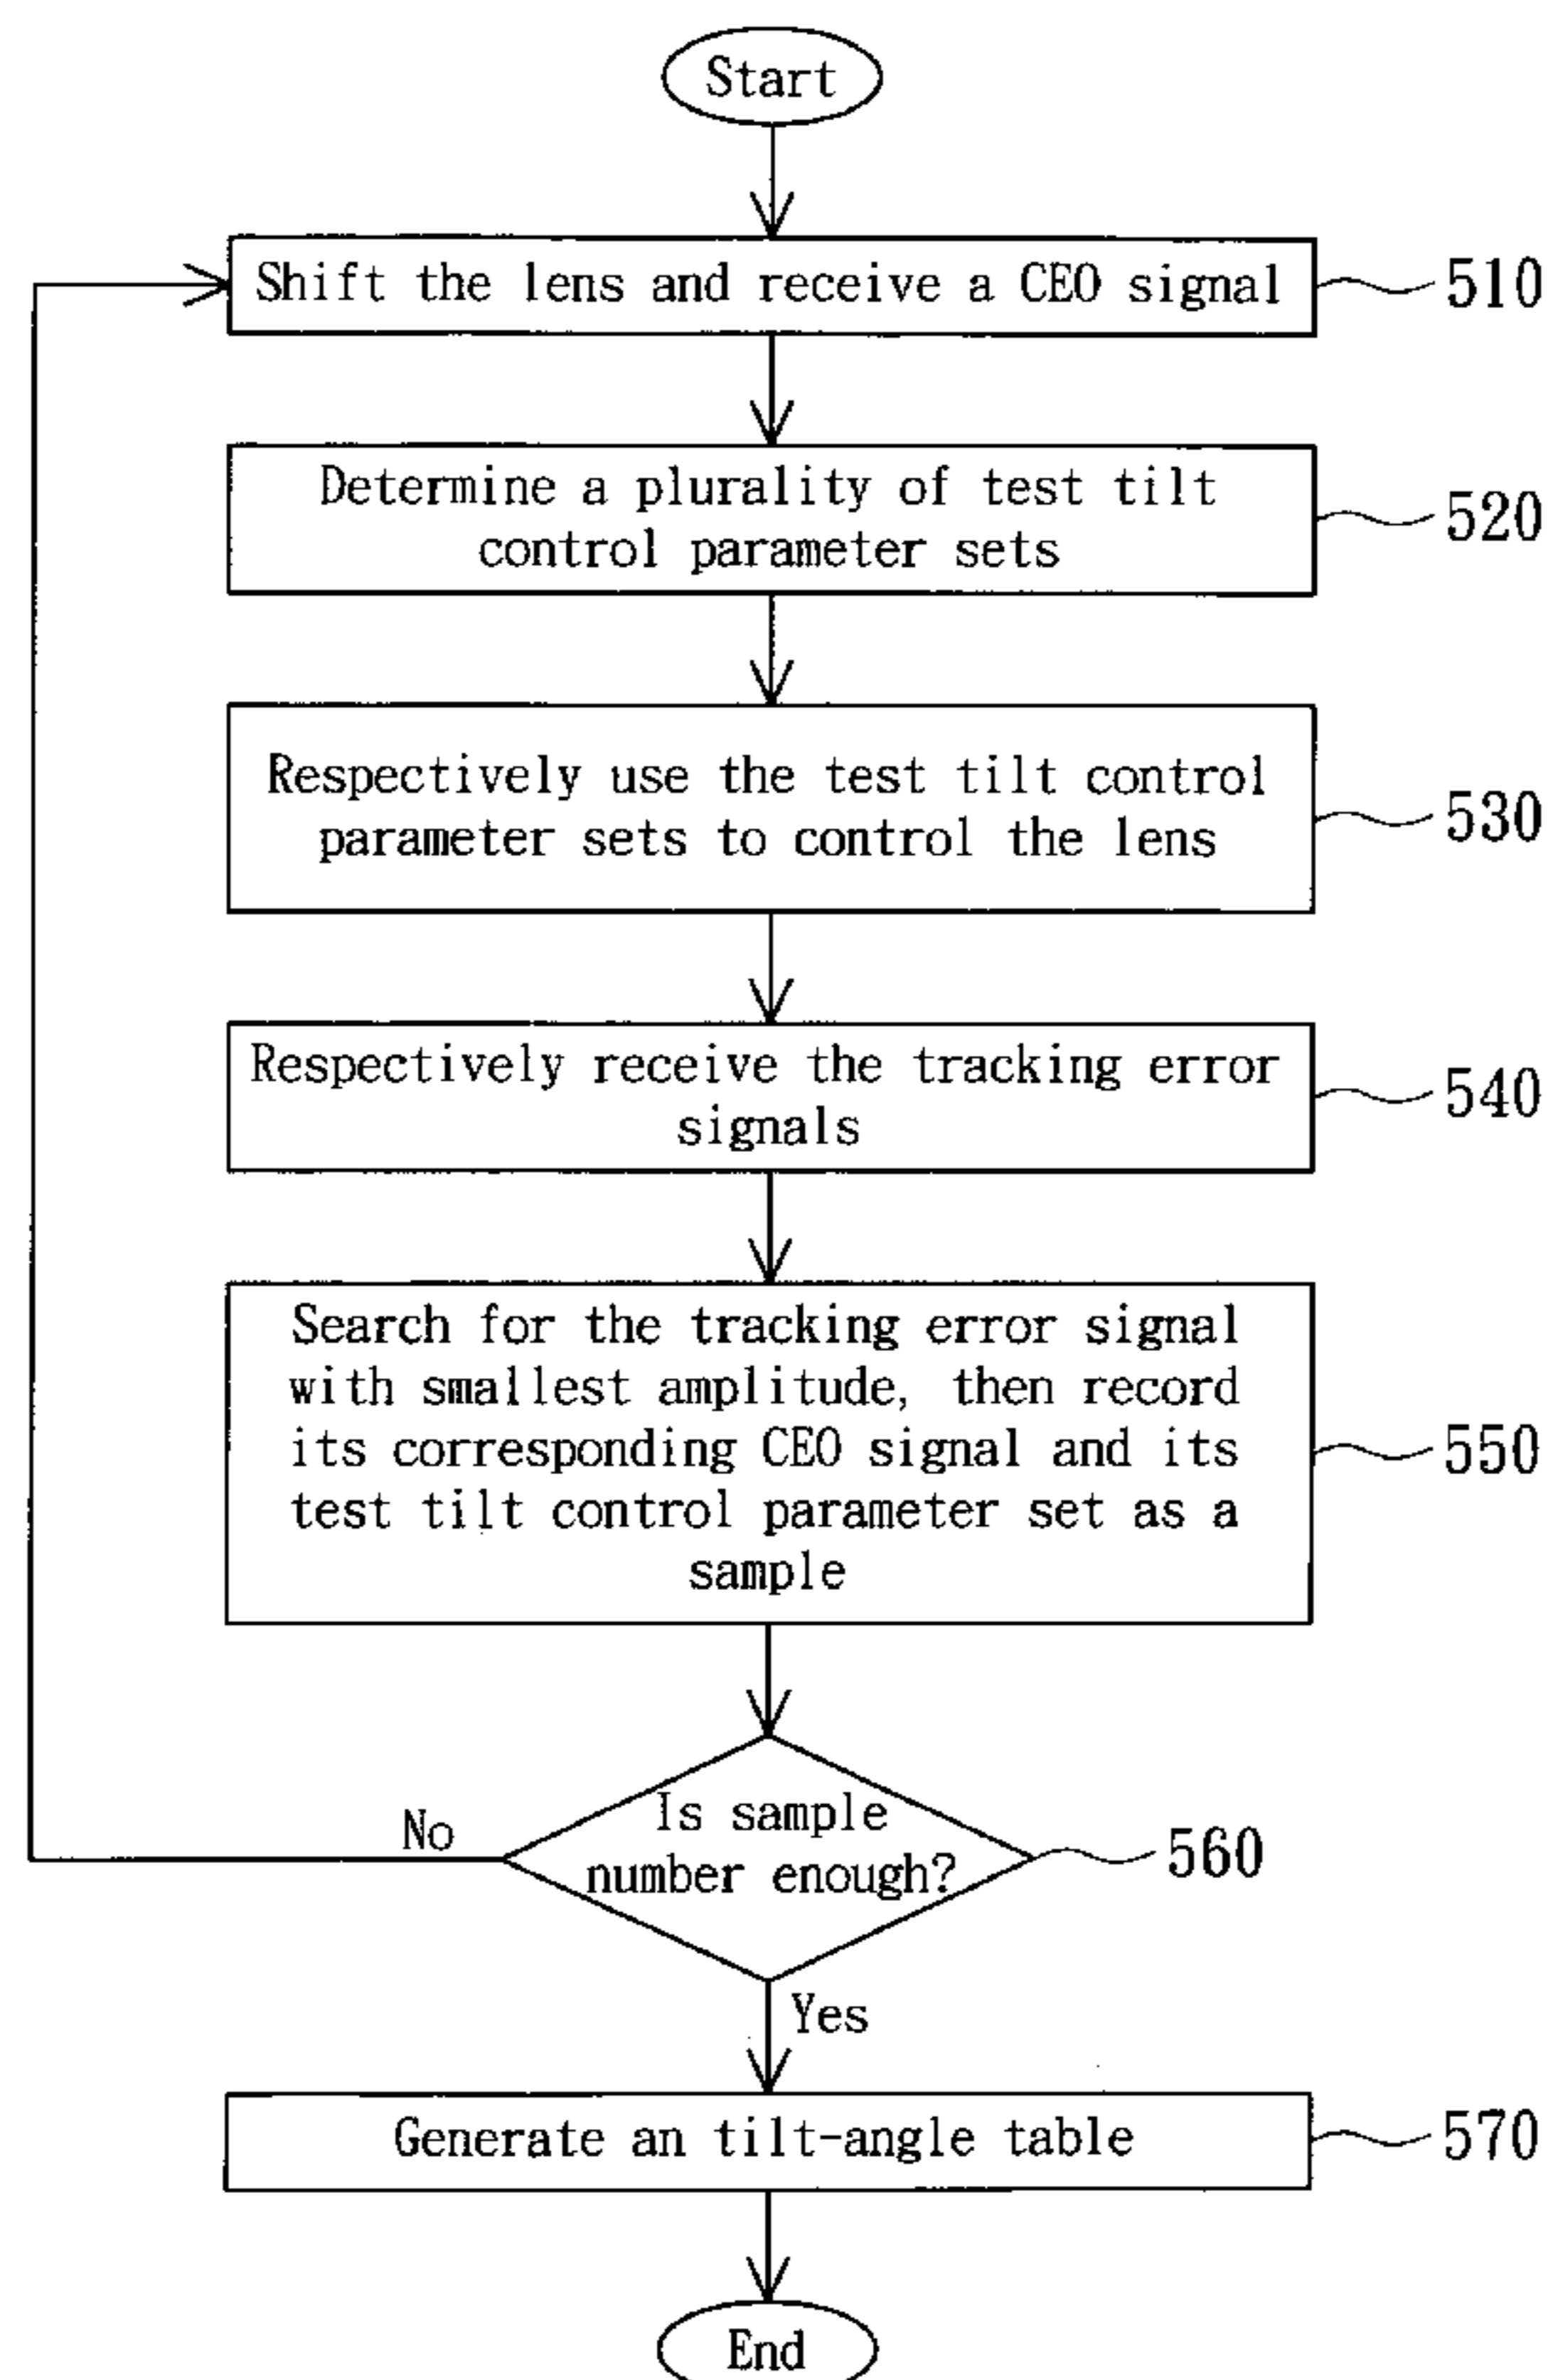 Start
Shift the lens and receive a CEO signal
510
Determine a plurality of test tilt
control parameter sets
520
Respectively use the test tilt control
parameter sets to control the lens
530
Respectively receive the tracking error
signals
540
Search for the tracking error signal
with smallest amplitude, then record
its corresponding CEO signal and its
test tilt control parameter set as a
sample
550
Is sample
number enough?
560
No
Yes
Generate an tilt-angle table
570
End